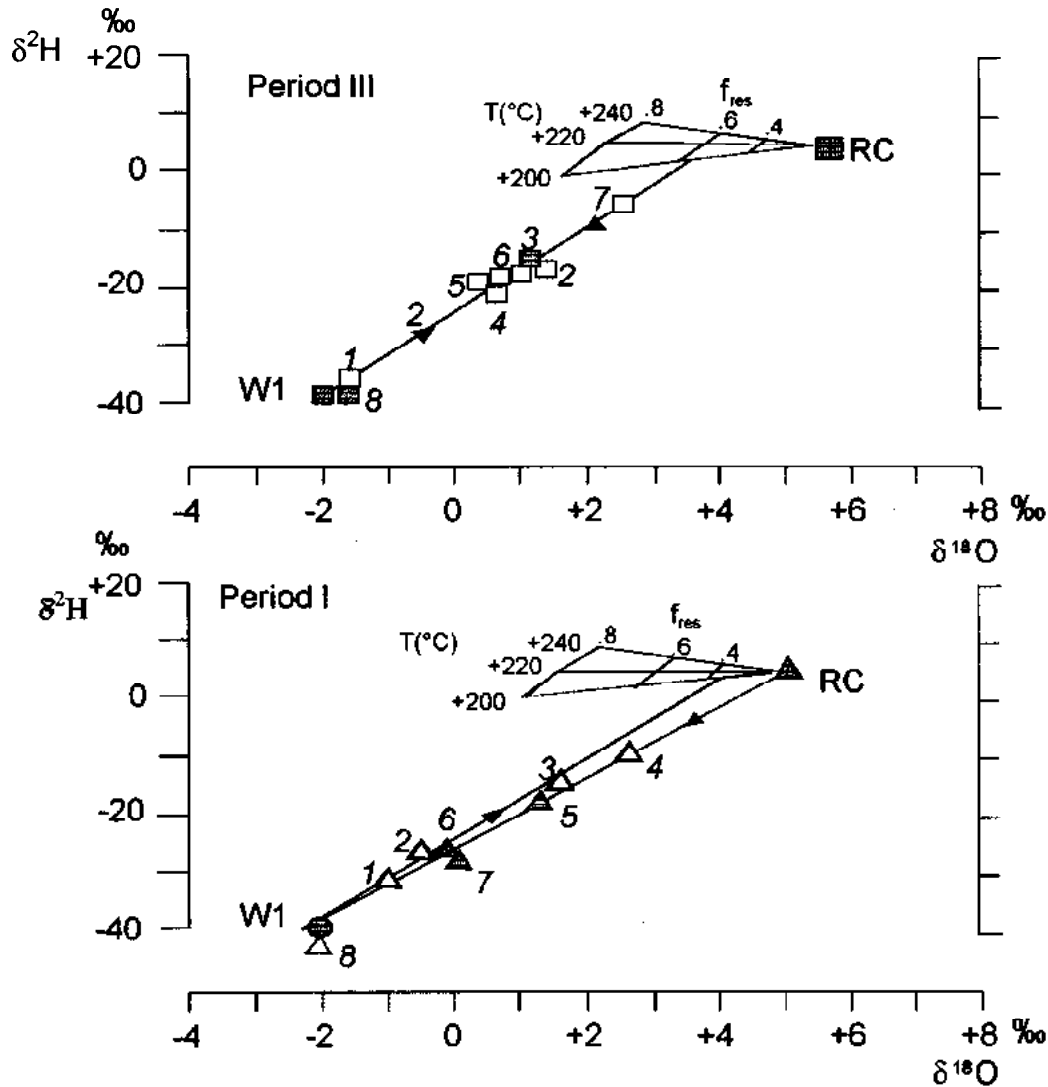 ‰
δ²H +20
Period III
T(°C) +240 .8
f_res
.6
.4
+220
RC
0
+200
7
3
6
5 2
-20
4
2
1
W1
8
-40
-4 -2 0 +2 +4 +6 +8 ‰
‰
δ¹⁸O
δ²H +20
Period I
f_res
T(°C) +240 .8
.6
.4
+220
RC
0
+200
3 4
-20
5
6
2
7
1
W1
-40
8
-4 -2 0 +2 +4 +6 +8 ‰
δ¹⁸O